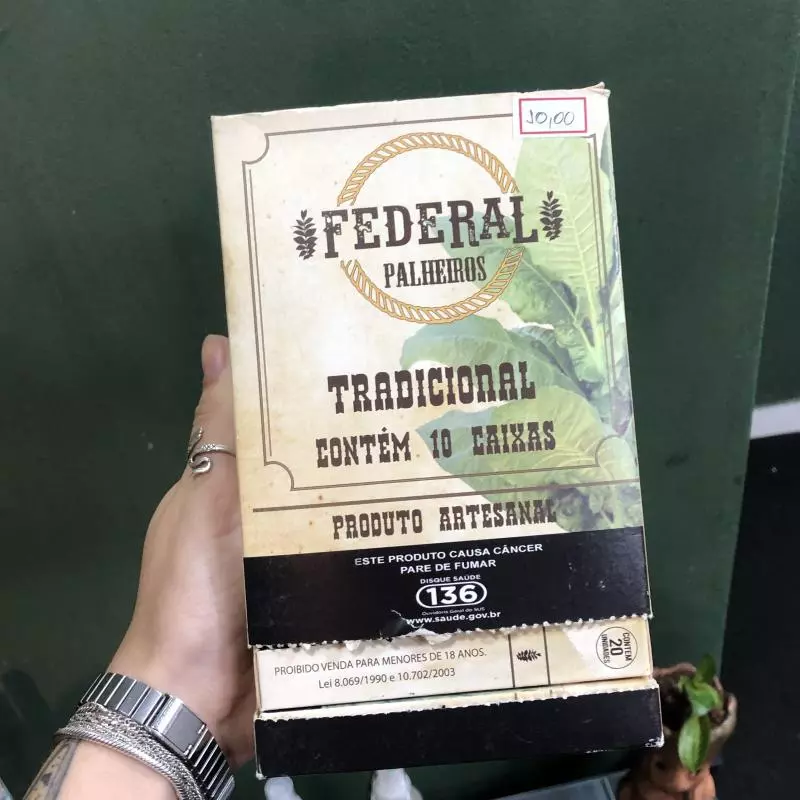 10,00
FEDERAL
PALHEIROS
TRADICIONAL
CONTÉM 10 CAIXAS
PRODUTO ARTESANAL
ESTE PRODUTO CAUSA CÂNCER
PARE DE FUMAR
DISQUE SAÚDE
136
Ouvidoria Geral do SUS
www.saude.gov.br
PROIBIDO VENDA PARA MENORES DE 18 ANOS.
Lei 8.069/1990 e 10.702/2003
CONTÉM
20
UNIDADES